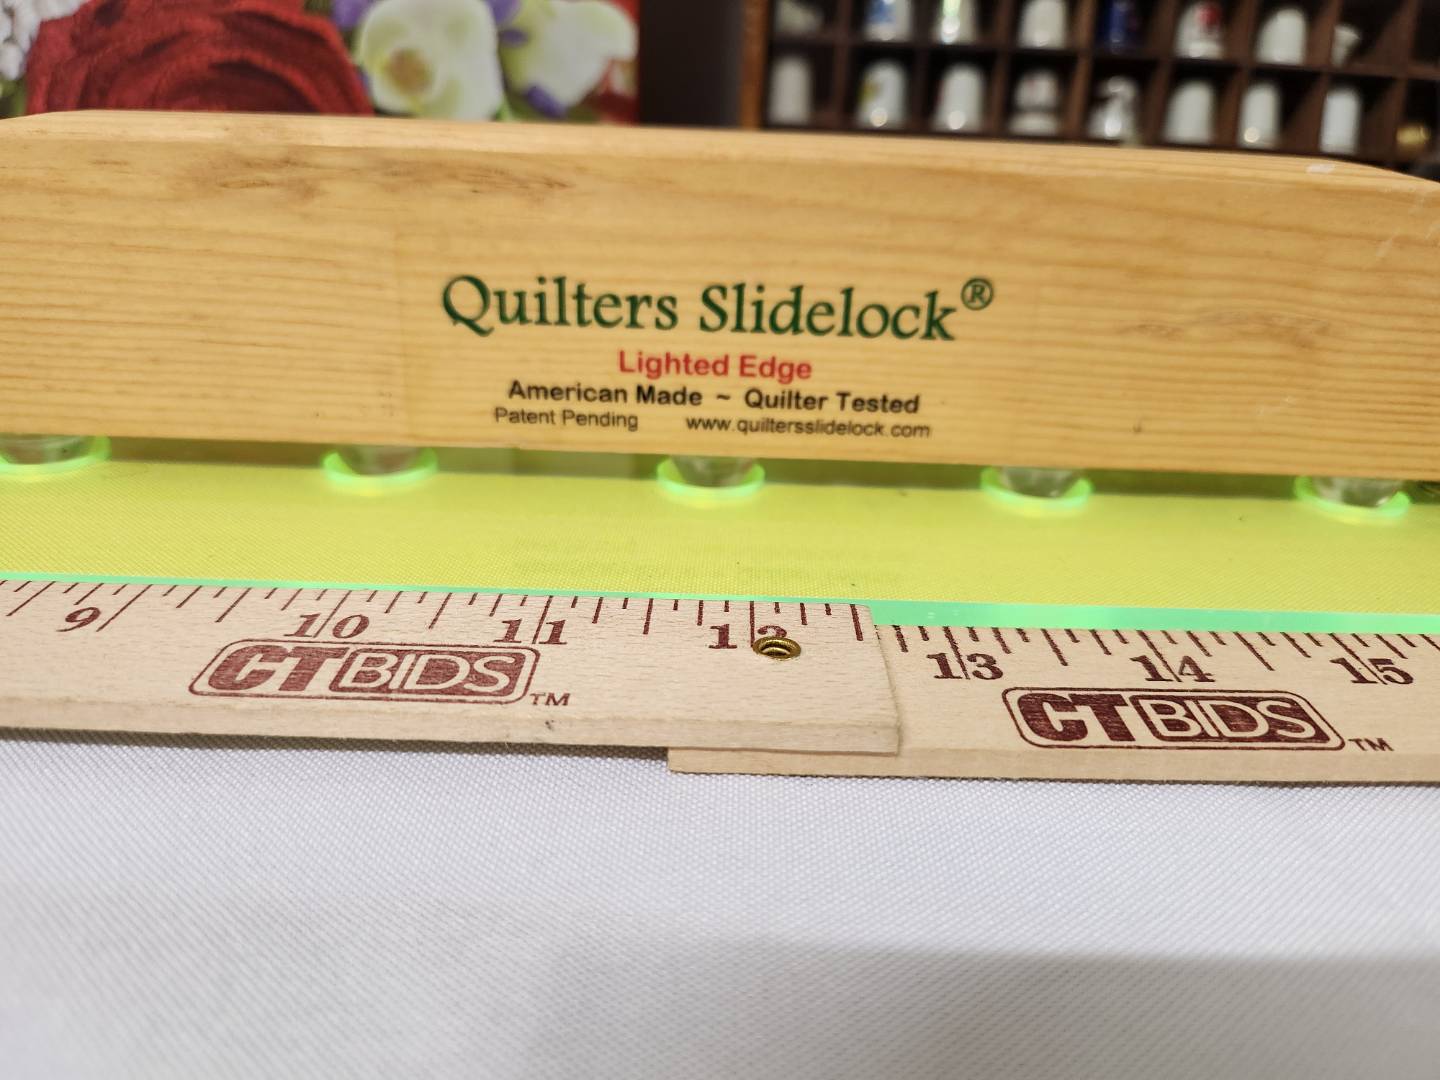 Quilters Slidelock®
Lighted Edge
American Made ~ Quilter Tested
Patent Pending www.quiltersslidelock.com
9 10 11 12 13 14 15
CTBIDS™
CTBIDS™